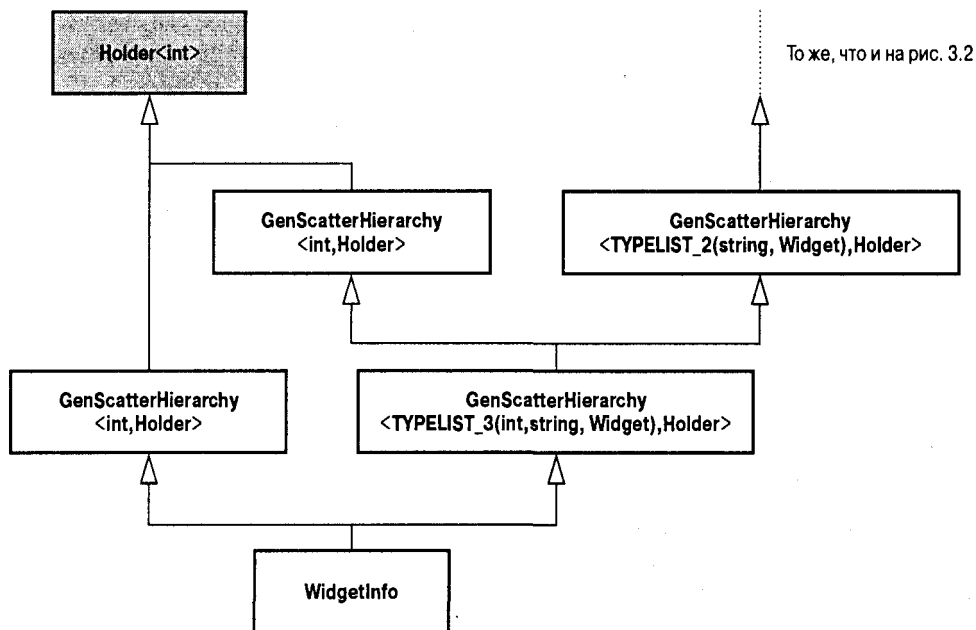 Holder<int>
То же, что и на рис. 3.2
GenScatterHierarchy
<int,Holder>
GenScatterHierarchy
<TYPELIST_2(string, Widget),Holder>
GenScatterHierarchy
<int,Holder>
GenScatterHierarchy
<TYPELIST_3(int,string, Widget),Holder>
WidgetInfo